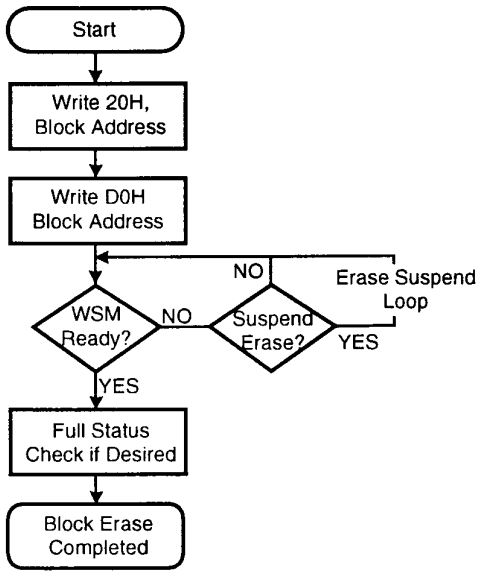 Start
Write 20H,
Block Address
Write D0H
Block Address
NO
Erase Suspend
Loop
WSM
Ready?
NO
Suspend
Erase?
YES
YES
Full Status
Check if Desired
Block Erase
Completed